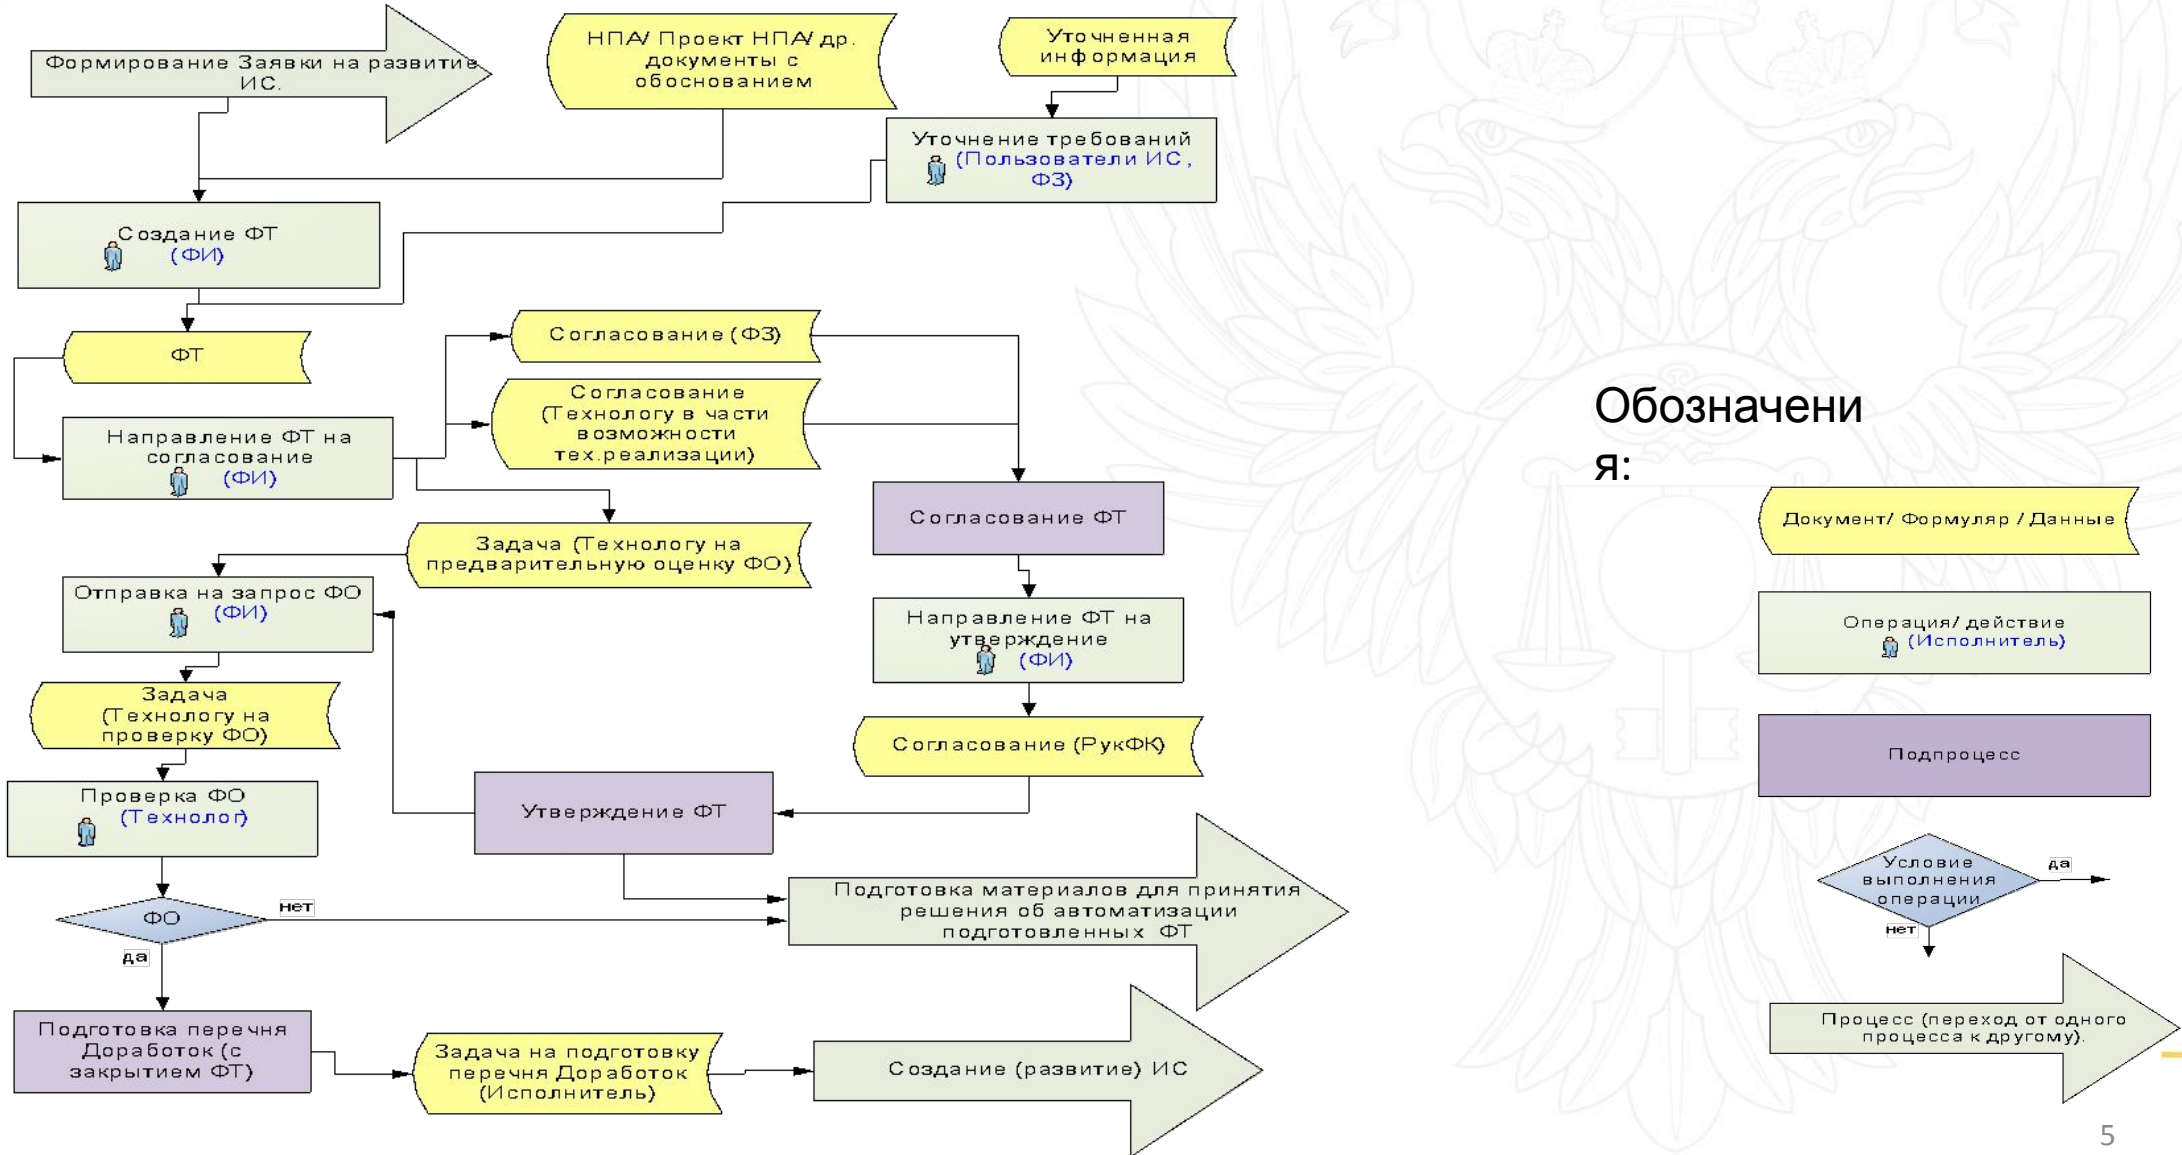 Формирование Заявки на развитие
ИС.
НПА/ Проект НПА/ др.
документы с
обоснованием
Уточненная
информация
Уточнение требований
(Пользователи ИС,
ФЗ)
Создание ФТ
(ФИ)
ФТ
Направление ФТ на
согласование
(ФИ)
Согласование (ФЗ)
Согласование
(Технологу в части
возможности
тех.реализации)
Задача (Технологу на
предварительную оценку ФО)
Согласование ФТ
Отправка на запрос ФО
(ФИ)
Направление ФТ на
утверждение
(ФИ)
Задача
(Технологу на
проверку ФО)
Согласование (РукФК)
Проверка ФО
(Технолог)
Утверждение ФТ
ФО
нет
да
Подготовка материалов для принятия
решения об автоматизации
подготовленных ФТ
Подготовка перечня
Доработок (с
закрытием ФТ)
Задача на подготовку
перечня Доработок
(Исполнитель)
Создание (развитие) ИС
Обозначени
я:
Документ/ Формуляр / Данные
Операция/ действие
(Исполнитель)
Подпроцесс
Условие
выполнения
операции
да
нет
Процесс (переход от одного
процесса к другому).
5